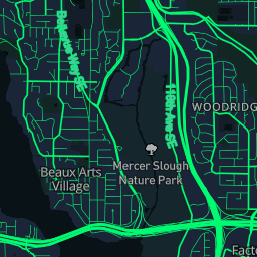 Bellevue Way SE
118th Ave SE
WOODRIDG
Mercer Slough
Nature Park
Beaux Arts
Village
Facto